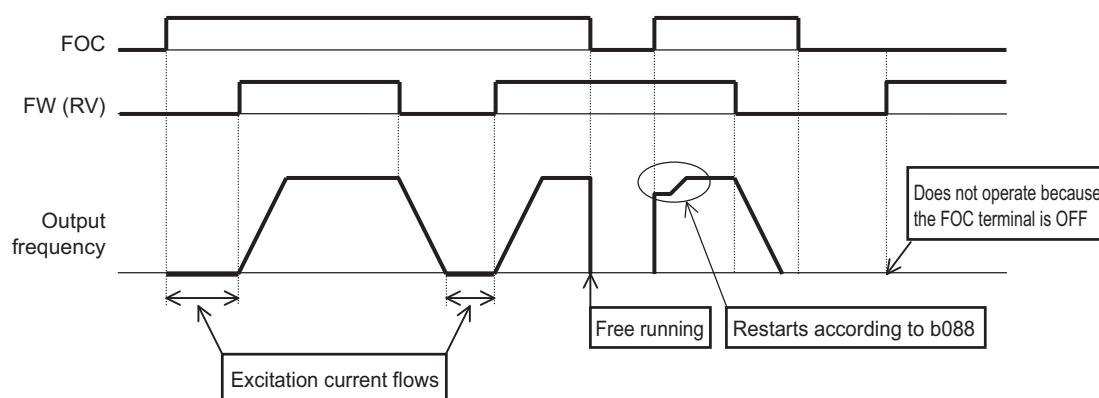 FOC
FW (RV)
Output
frequency
Does not operate because
the FOC terminal is OFF
Free running
Restarts according to b088
Excitation current flows